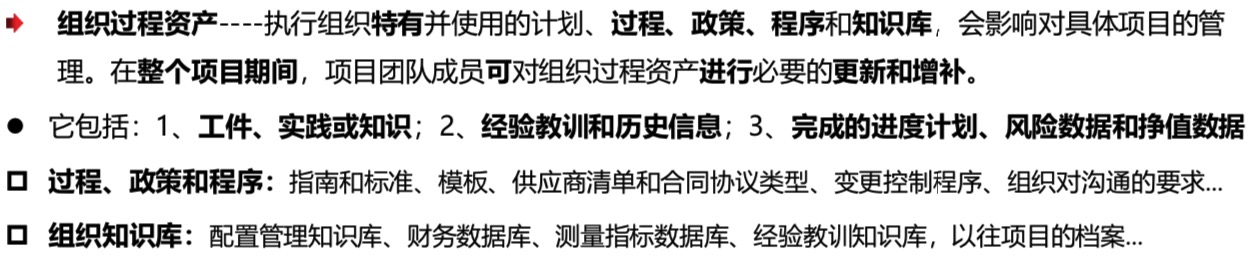 组织过程资产----执行组织特有并使用的计划、过程、政策、程序和知识库，会影响对具体项目的管
理。在整个项目期间，项目团队成员可对组织过程资产进行必要的更新和增补。
它包括：1、工件、实践或知识；2、经验教训和历史信息；3、完成的进度计划、风险数据和挣值数据
过程、政策和程序：指南和标准、模板、供应商清单和合同协议类型、变更控制程序、组织对沟通的要求...
组织知识库：配置管理知识库、财务数据库、测量指标数据库、经验教训知识库，以往项目的档案...